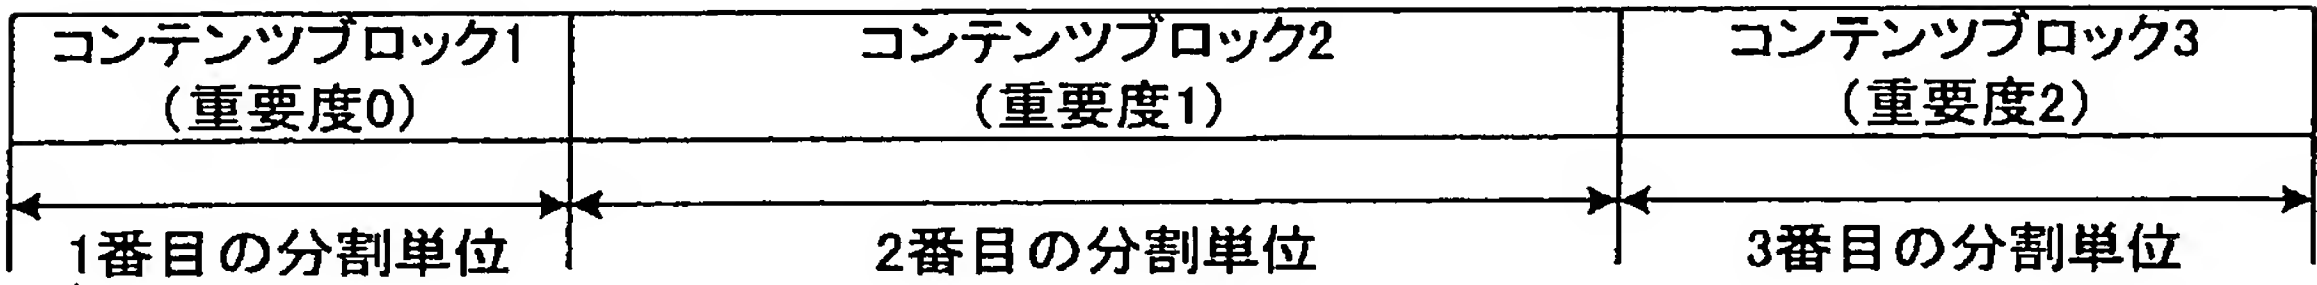 コンテンツブロック1
(重要度0)
コンテンツブロック2
(重要度1)
コンテンツブロック3
(重要度2)
1番目の分割単位
2番目の分割単位
3番目の分割単位